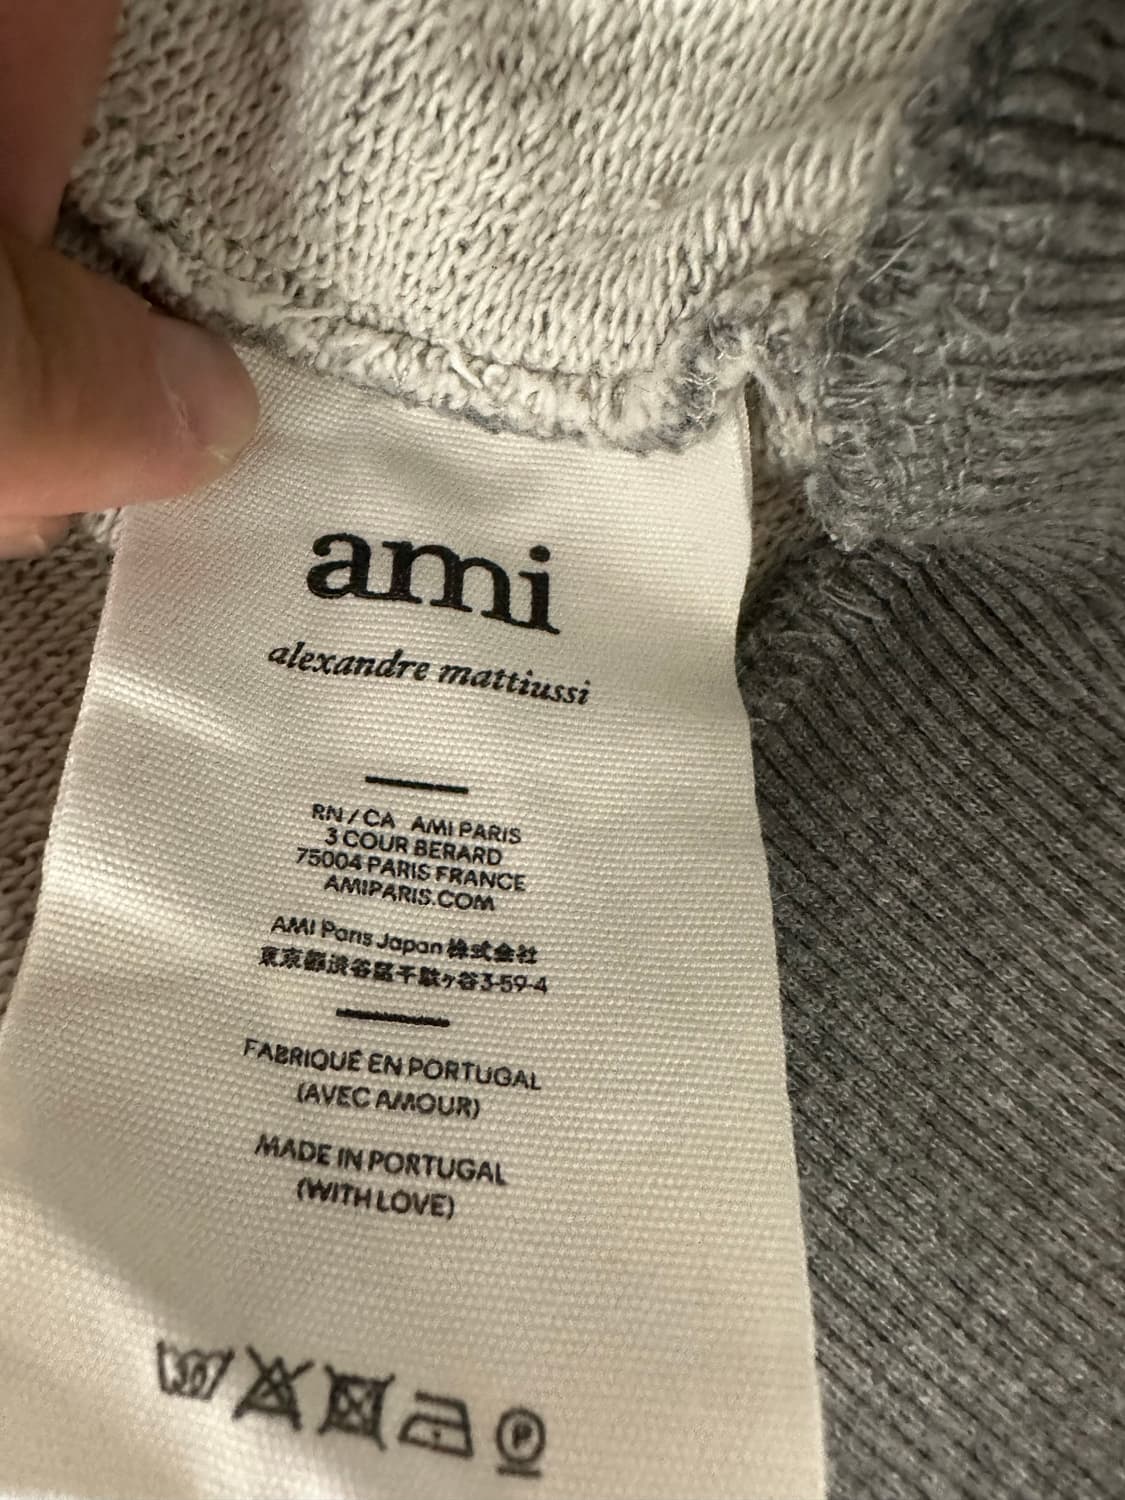 ami
alexandre mattiussi
RN / CA AMI PARIS
3 COUR BERARD
75004 PARIS FRANCE
AMIPARIS.COM
AMI Paris Japan 株式会社
東京都渋谷区千駄ヶ谷3-59-4
FABRIQUÉ EN PORTUGAL
(AVEC AMOUR)
MADE IN PORTUGAL
(WITH LOVE)
30
P